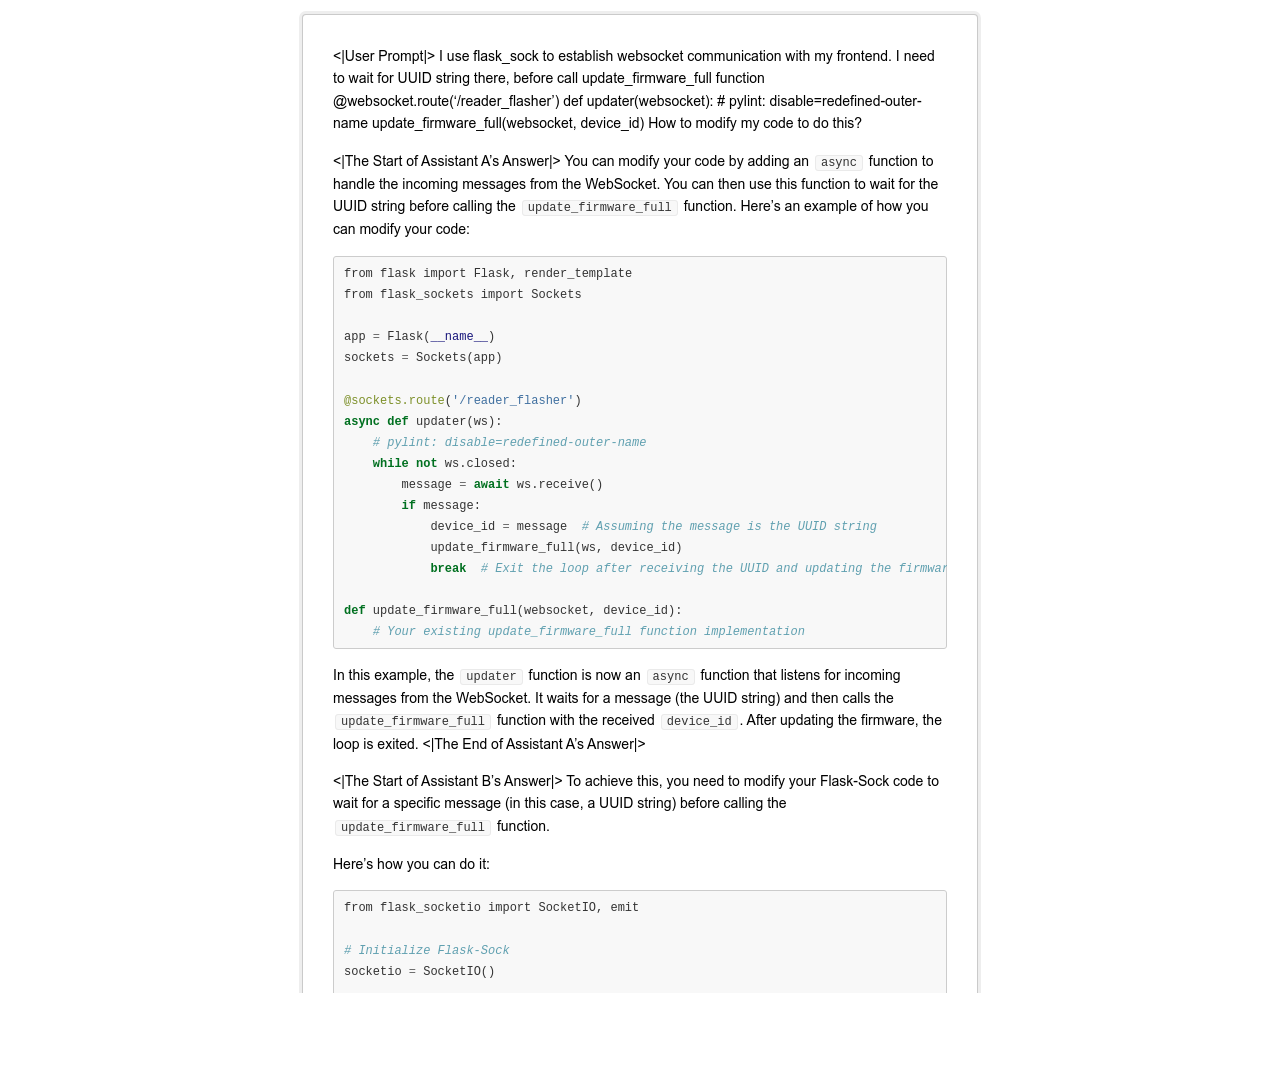 <|User Prompt|> I use flask_sock to establish websocket communication with my frontend. I need
to wait for UUID string there, before call update_firmware_full function
@websocket.route(‘/reader_flasher’) def updater(websocket): # pylint: disable=redefined-outer-
name update_firmware_full(websocket, device_id) How to modify my code to do this?
<|The Start of Assistant A’s Answer|> You can modify your code by adding an async function to
handle the incoming messages from the WebSocket. You can then use this function to wait for the
UUID string before calling the update_firmware_full function. Here’s an example of how you
can modify your code:
from flask import Flask, render_template
from flask_sockets import Sockets
app = Flask(__name__)
sockets = Sockets(app)
@sockets.route('/reader_flasher')
async def updater(ws):
    # pylint: disable=redefined-outer-name
    while not ws.closed:
        message = await ws.receive()
        if message:
            device_id = message  # Assuming the message is the UUID string
            update_firmware_full(ws, device_id)
            break  # Exit the loop after receiving the UUID and updating the firmwar
def update_firmware_full(websocket, device_id):
    # Your existing update_firmware_full function implementation
In this example, the updater function is now an async function that listens for incoming
messages from the WebSocket. It waits for a message (the UUID string) and then calls the
update_firmware_full function with the received device_id. After updating the firmware, the
loop is exited. <|The End of Assistant A’s Answer|>
<|The Start of Assistant B’s Answer|> To achieve this, you need to modify your Flask-Sock code to
wait for a specific message (in this case, a UUID string) before calling the
update_firmware_full function.
Here’s how you can do it:
from flask_socketio import SocketIO, emit
# Initialize Flask-Sock
socketio = SocketIO()